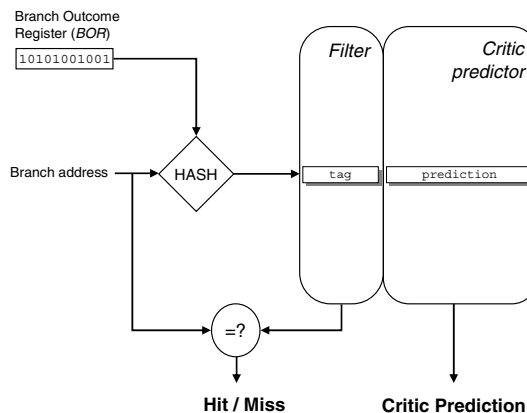 Branch Outcome
Register (BOR)
10101001001
Filter
Critic
predictor
Branch address
HASH
tag
prediction
=?
Hit / Miss
Critic Prediction